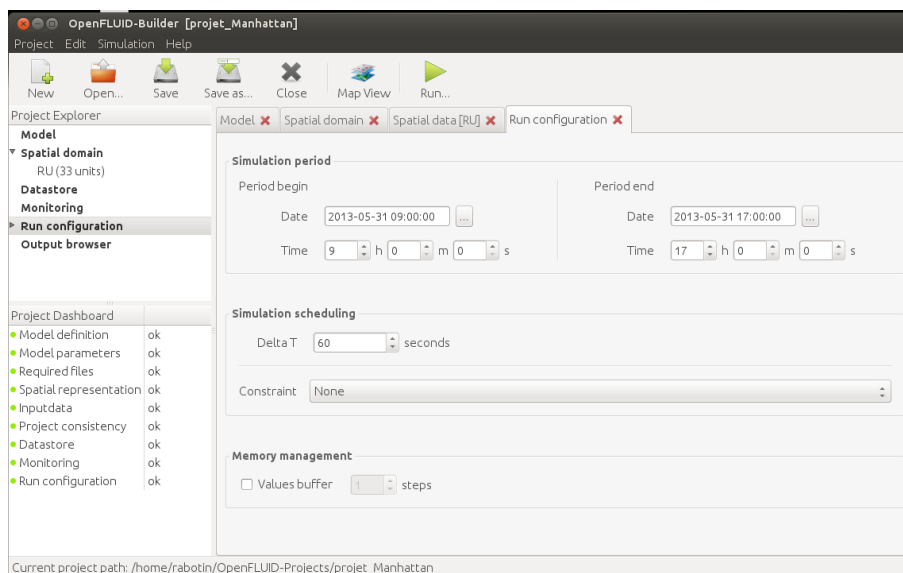 OpenFLUID-Builder [projet_Manhattan]
Project Edit Simulation Help
New Open... Save Save as... Close Map View Run...
Project Explorer
Model
Spatial domain
RU (33 units)
Datastore
Monitoring
Run configuration
Output browser
Project Dashboard
Model definition ok
Model parameters ok
Required files ok
Spatial representation ok
Inputdata ok
Project consistency ok
Datastore ok
Monitoring ok
Run configuration ok
Model Spatial domain Spatial data [RU] Run configuration
Simulation period
Period begin
Date 2013-05-31 09:00:00 ...
Time 9 h 0 m 0 s
Period end
Date 2013-05-31 17:00:00 ...
Time 17 h 0 m 0 s
Simulation scheduling
Delta T 60 seconds
Constraint None
Memory management
Values buffer 1 steps
Current project path: /home/rabotin/OpenFLUID-Projects/projet_Manhattan